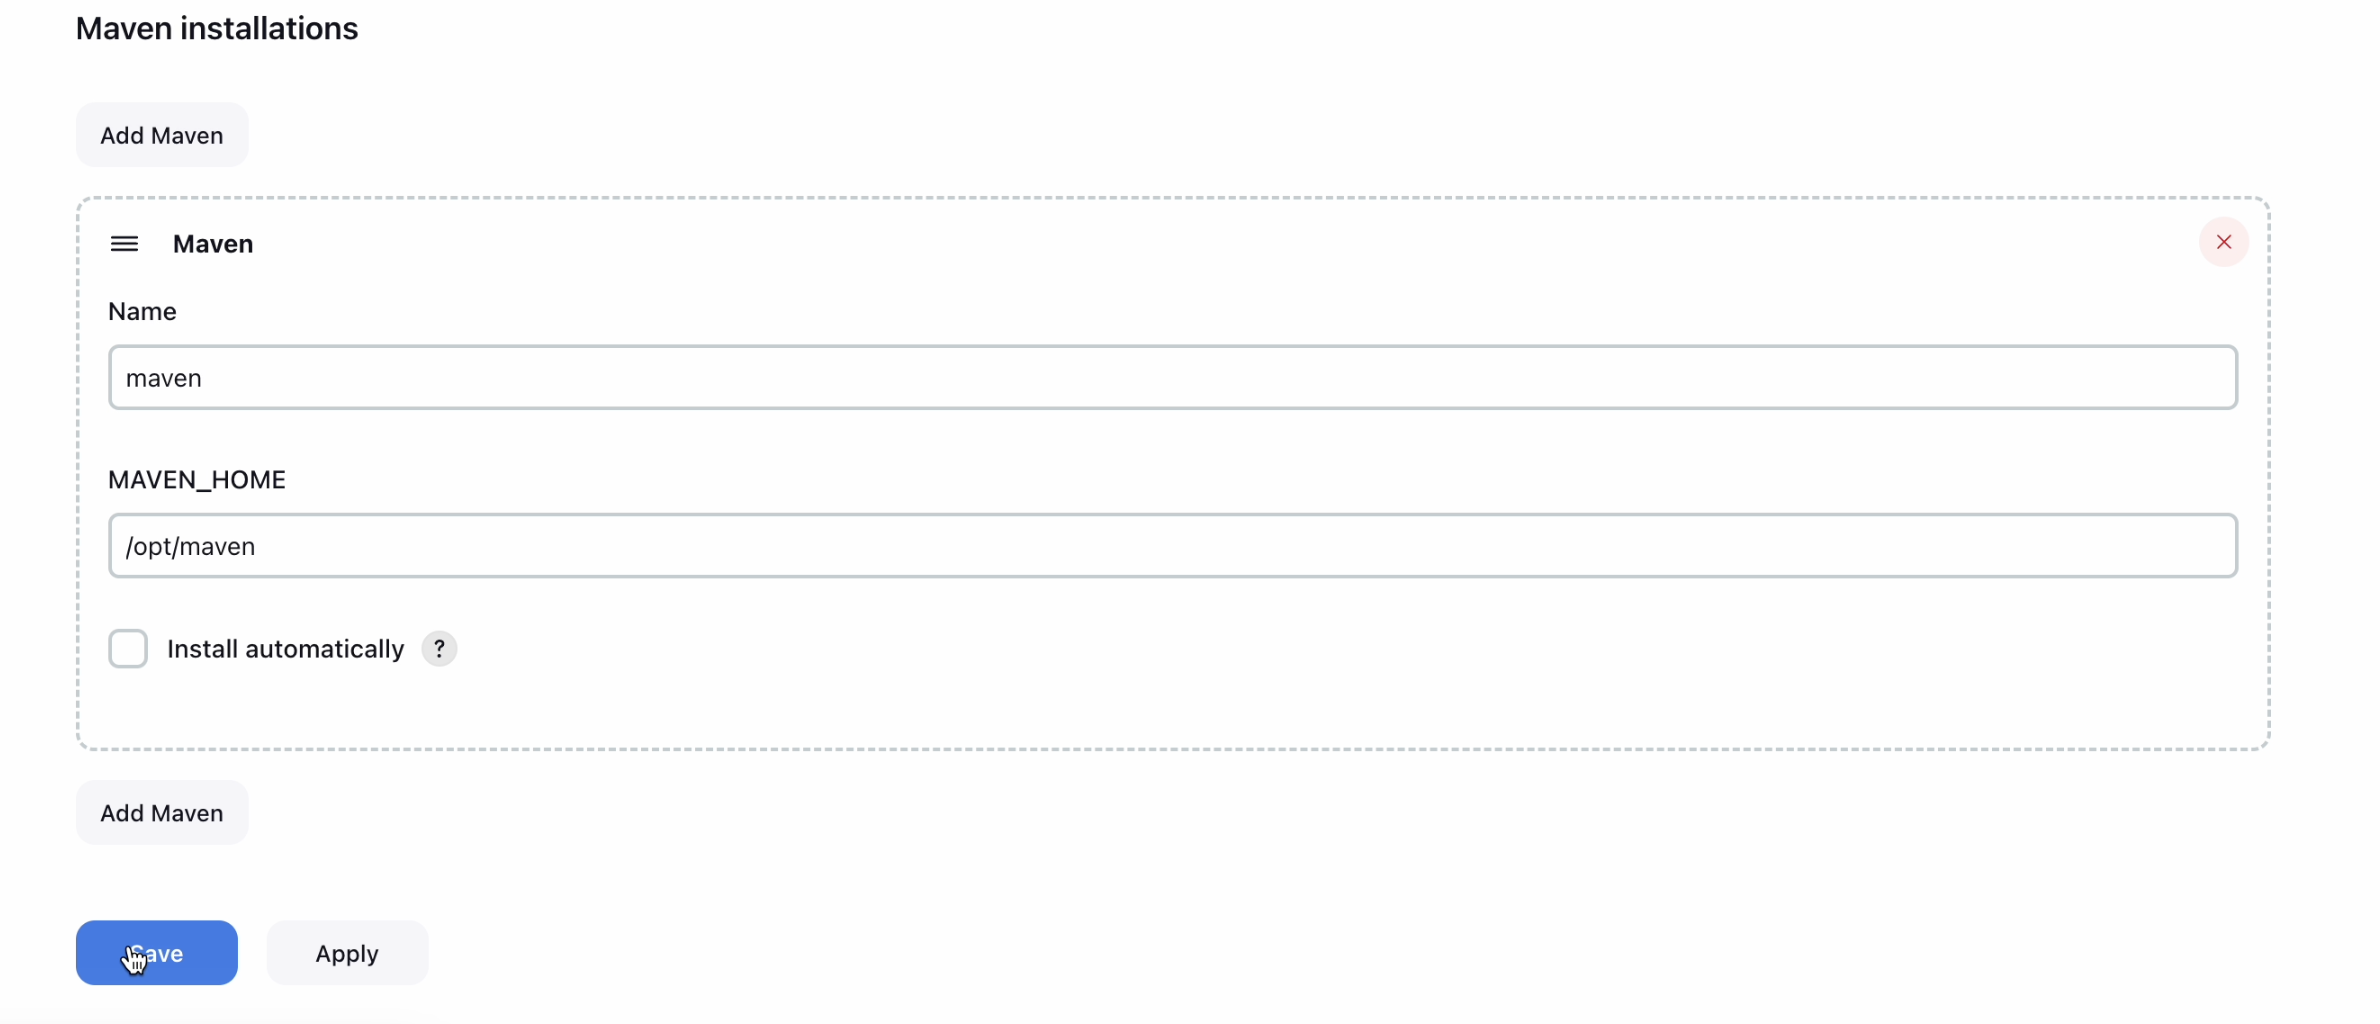 Maven installations
Add Maven
Maven
Name
maven
MAVEN_HOME
/opt/maven
Install automatically ?
Add Maven
Save Apply